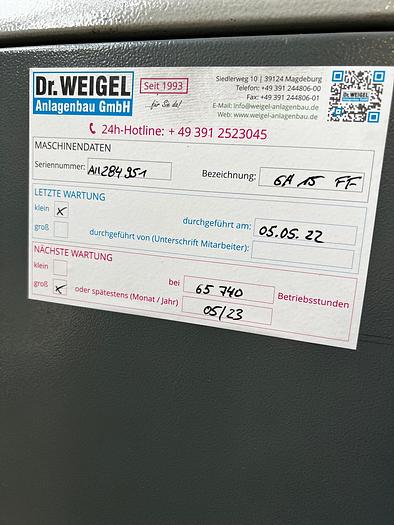 Dr. WEIGEL
Anlagenbau GmbH
Seit 1993
...für Sie da!
Siedlerweg 10 | 39124 Magdeburg
Telefon: +49 391 244806-00
Fax: +49 391 244806-01
E-Mail: info@weigel-anlagenbau.de
Web: www.weigel-anlagenbau.de
Dr. WEIGEL
24h-Hotline: + 49 391 2523045
MASCHINENDATEN
Seriennummer: AII284951
Bezeichnung: GA 15 FF
LETZTE WARTUNG
klein x
groß
durchgeführt am: 05.05.22
durchgeführt von (Unterschrift Mitarbeiter):
NÄCHSTE WARTUNG
klein
groß x
bei 65 740 Betriebsstunden
oder spätestens (Monat / Jahr) 05/23